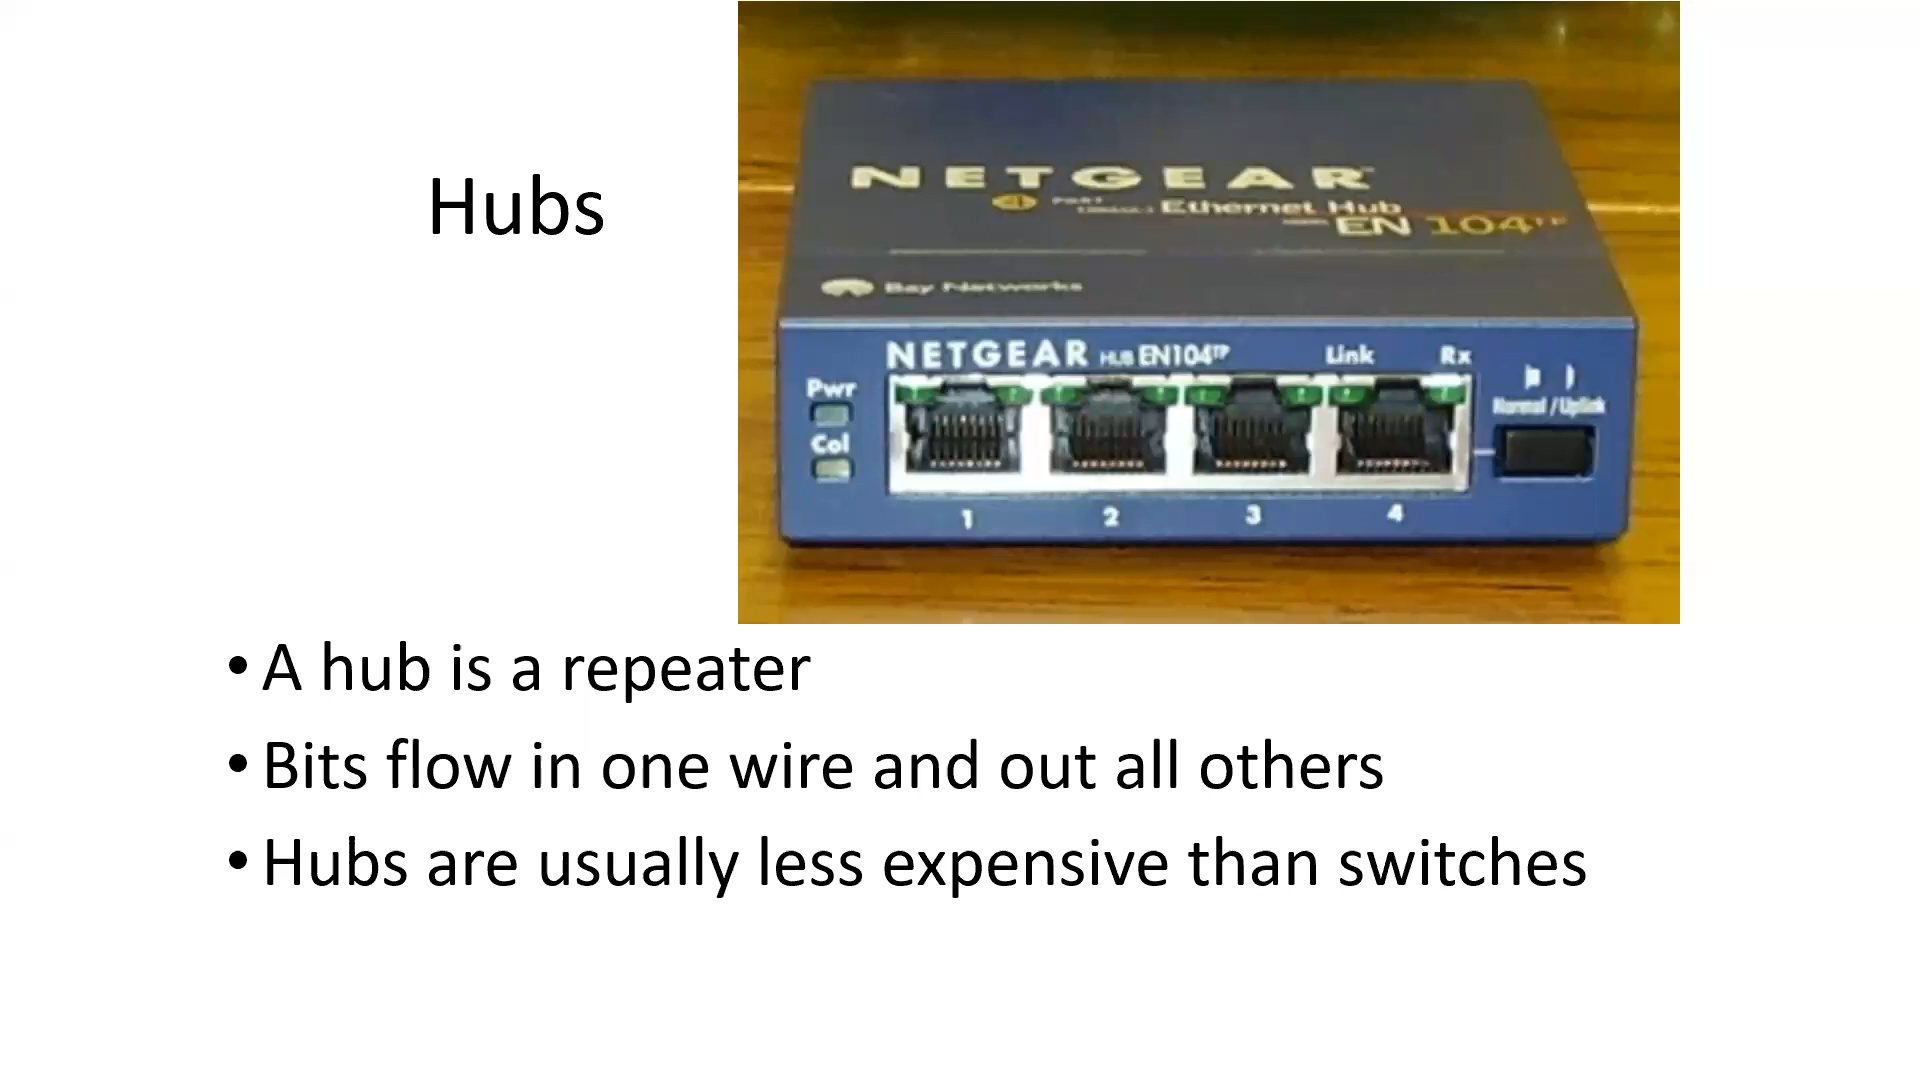 Hubs
NETGEAR
4 PORT
Ethernet Hub
EN 104TP
Bay Networks
NETGEAR HUB EN104TP Link Rx
Pwr
Normal / Uplink
Col
1 2 3 4
• A hub is a repeater
• Bits flow in one wire and out all others
• Hubs are usually less expensive than switches